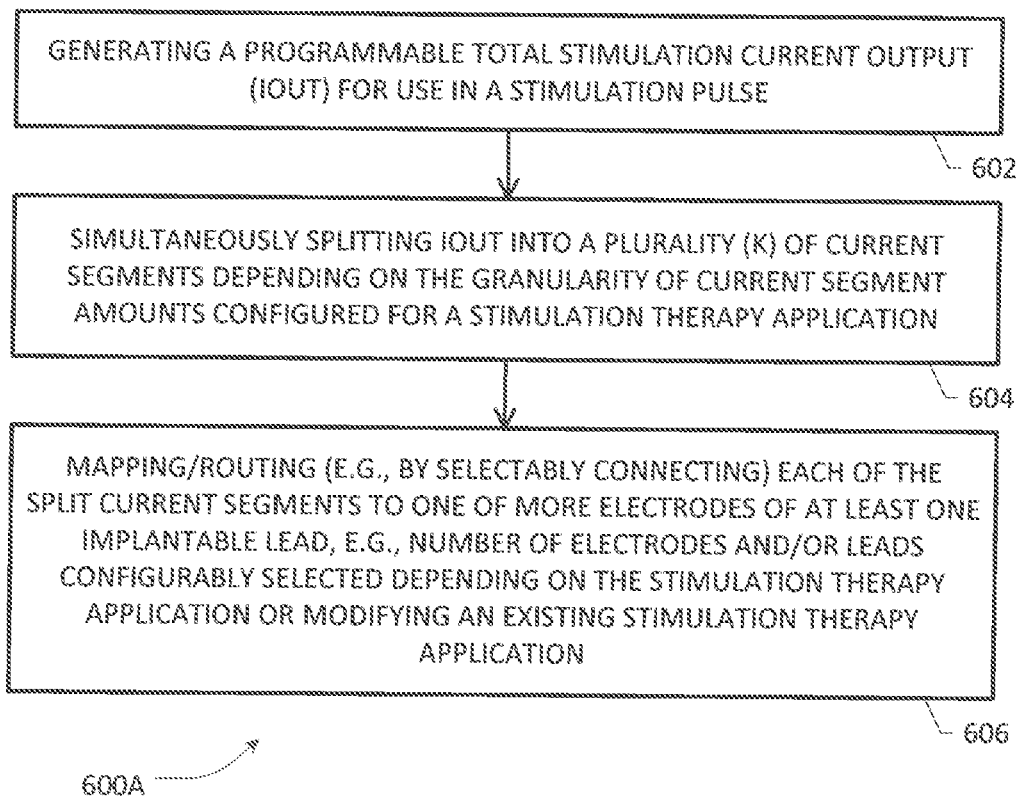 GENERATING A PROGRAMMABLE TOTAL STIMULATION CURRENT OUTPUT
(IOUT) FOR USE IN A STIMULATION PULSE
602
SIMULTANEOUSLY SPLITTING IOUT INTO A PLURALITY (K) OF CURRENT
SEGMENTS DEPENDING ON THE GRANULARITY OF CURRENT SEGMENT
AMOUNTS CONFIGURED FOR A STIMULATION THERAPY APPLICATION
604
MAPPING/ROUTING (E.G., BY SELECTABLY CONNECTING) EACH OF THE
SPLIT CURRENT SEGMENTS TO ONE OF MORE ELECTRODES OF AT LEAST ONE
IMPLANTABLE LEAD, E.G., NUMBER OF ELECTRODES AND/OR LEADS
CONFIGURABLY SELECTED DEPENDING ON THE STIMULATION THERAPY
APPLICATION OR MODIFYING AN EXISTING STIMULATION THERAPY
APPLICATION
606
600A